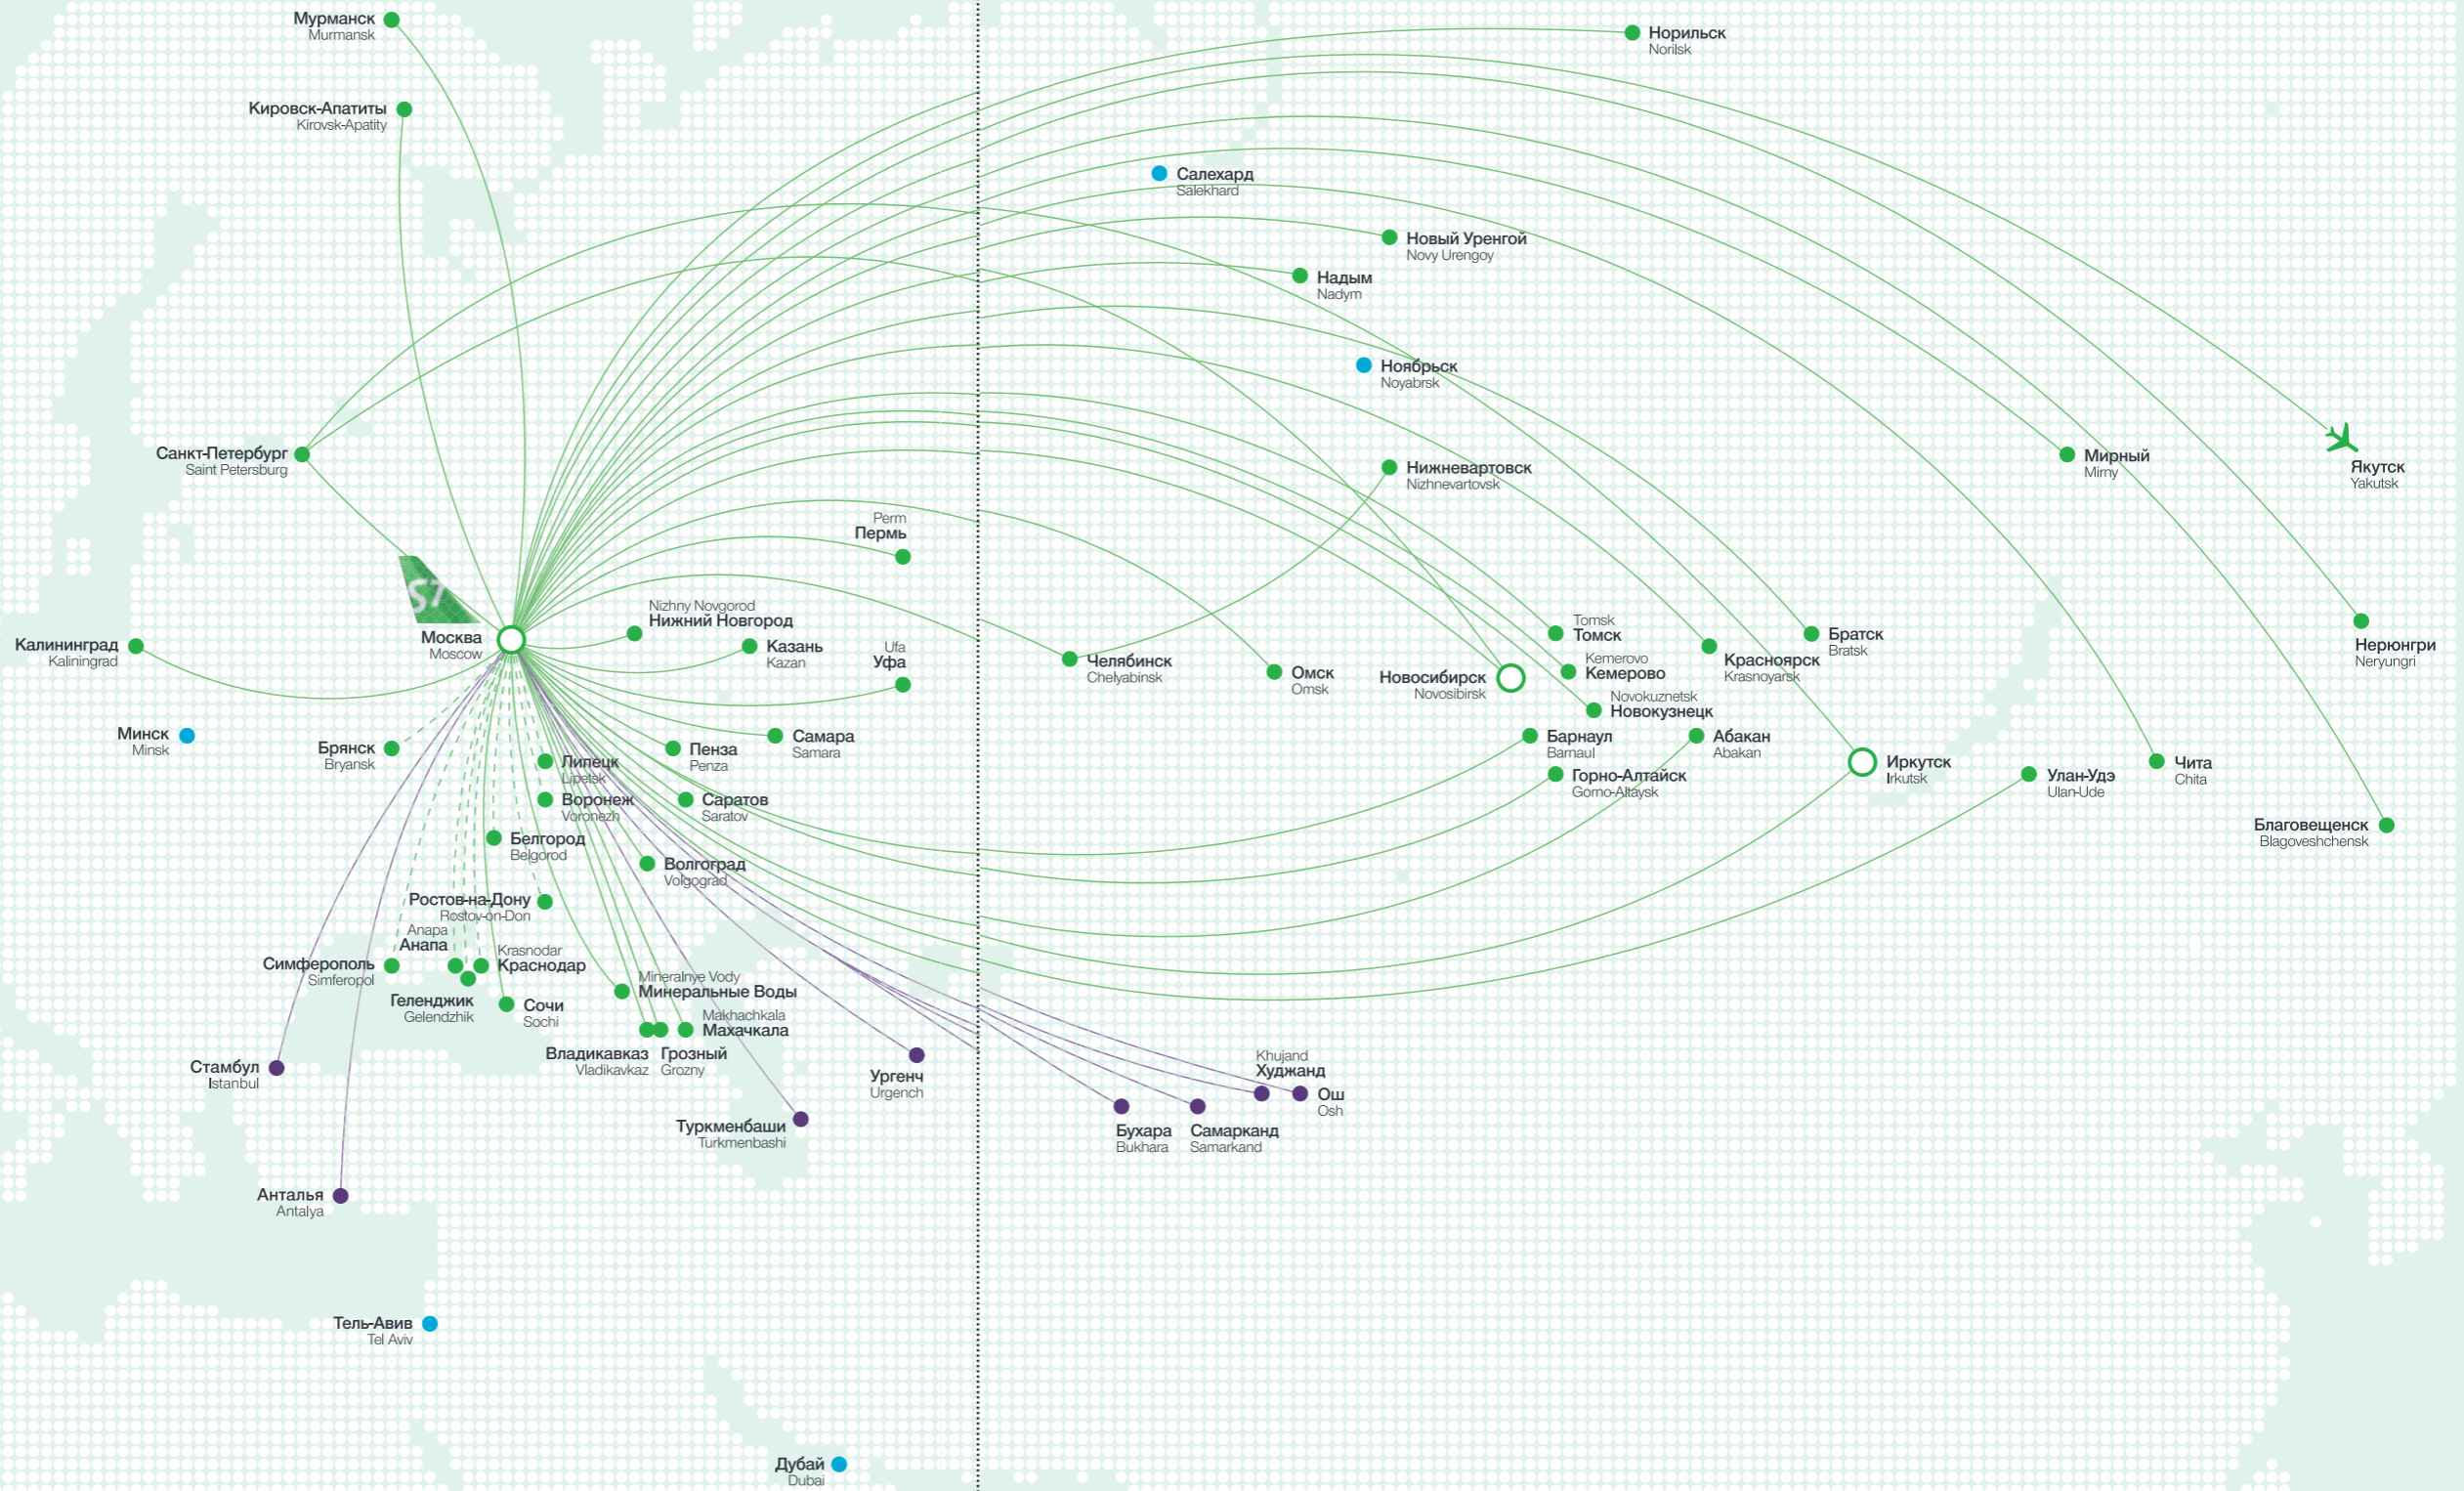 Мурманск
Murmansk
Норильск
Norilsk
Кировск-Апатиты
Kirovsk-Apatity
Салехард
Salekhard
Новый Уренгой
Novy Urengoy
Надым
Nadym
Ноябрьск
Noyabrsk
Санкт-Петербург
Saint Petersburg
Нижневартовск
Nizhnevartovsk
Мирный
Mirny
Якутск
Yakutsk
Perm
Пермь
S7
Nizhny Novgorod
Нижний Новгород
Москва
Moscow
Калининград
Kaliningrad
Казань
Kazan
Ufa
Уфа
Челябинск
Chelyabinsk
Омск
Omsk
Новосибирск
Novosibirsk
Tomsk
Томск
Kemerovo
Кемерово
Novokuznetsk
Новокузнецк
Красноярск
Krasnoyarsk
Братск
Bratsk
Нерюнгри
Neryungri
Минск
Minsk
Брянск
Bryansk
Липецк
Lipetsk
Пенза
Penza
Самара
Samara
Барнаул
Barnaul
Абакан
Abakan
Горно-Алтайск
Gorno-Altaysk
Иркутск
Irkutsk
Улан-Удэ
Ulan-Ude
Чита
Chita
Воронеж
Voronezh
Саратов
Saratov
Благовещенск
Blagoveshchensk
Белгород
Belgorod
Волгоград
Volgograd
Ростов-на-Дону
Rostov-on-Don
Anapa
Анапа
Krasnodar
Краснодар
Симферополь
Simferopol
Геленджик
Gelendzhik
Сочи
Sochi
Mineralnye Vody
Минеральные Воды
Makhachkala
Махачкала
Владикавказ
Vladikavkaz
Грозный
Grozny
Стамбул
Istanbul
Ургенч
Urgench
Khujand
Худжанд
Ош
Osh
Туркменбаши
Turkmenbashi
Бухара
Bukhara
Самарканд
Samarkand
Анталья
Antalya
Тель-Авив
Tel Aviv
Дубай
Dubai